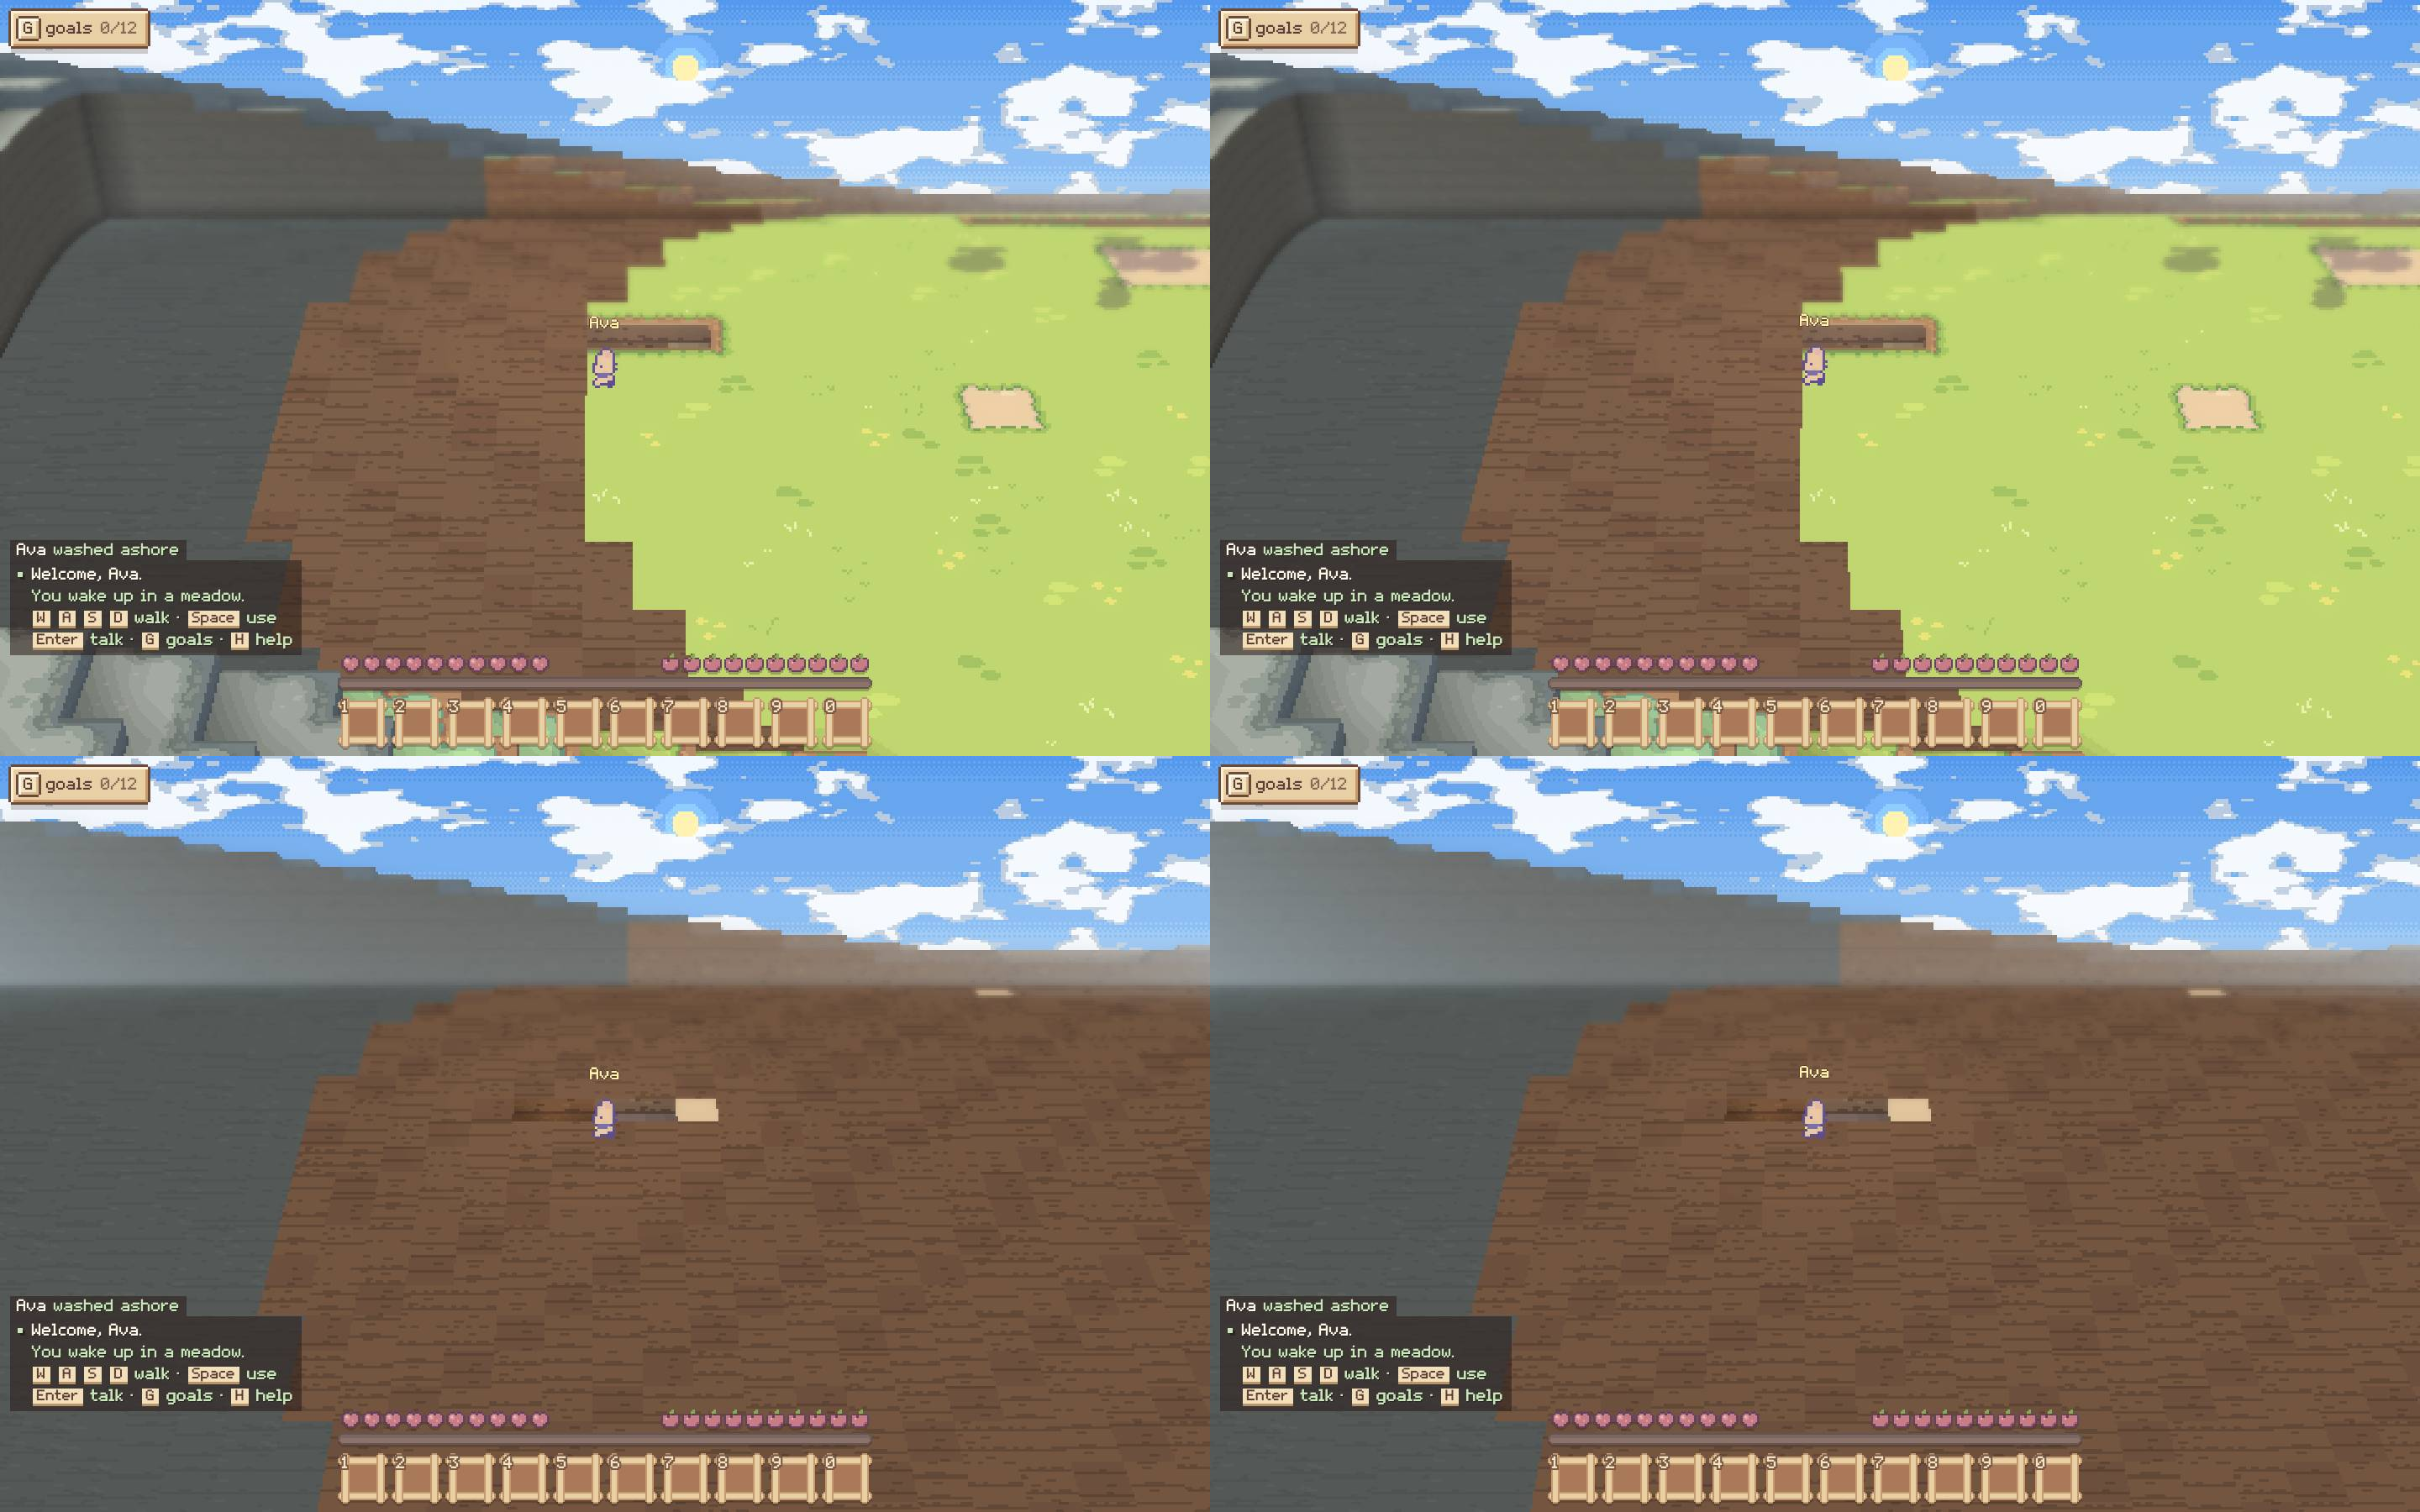 G goals 0/12
Ava
Ava washed ashore
▪ Welcome, Ava.
You wake up in a meadow.
W A S D walk · Space use
Enter talk · G goals · H help
1 2 3 4 5 6 7 8 9 0
G goals 0/12
Ava
Ava washed ashore
▪ Welcome, Ava.
You wake up in a meadow.
W A S D walk · Space use
Enter talk · G goals · H help
1 2 3 4 5 6 7 8 9 0
G goals 0/12
Ava
Ava washed ashore
▪ Welcome, Ava.
You wake up in a meadow.
W A S D walk · Space use
Enter talk · G goals · H help
1 2 3 4 5 6 7 8 9 0
G goals 0/12
Ava
Ava washed ashore
▪ Welcome, Ava.
You wake up in a meadow.
W A S D walk · Space use
Enter talk · G goals · H help
1 2 3 4 5 6 7 8 9 0